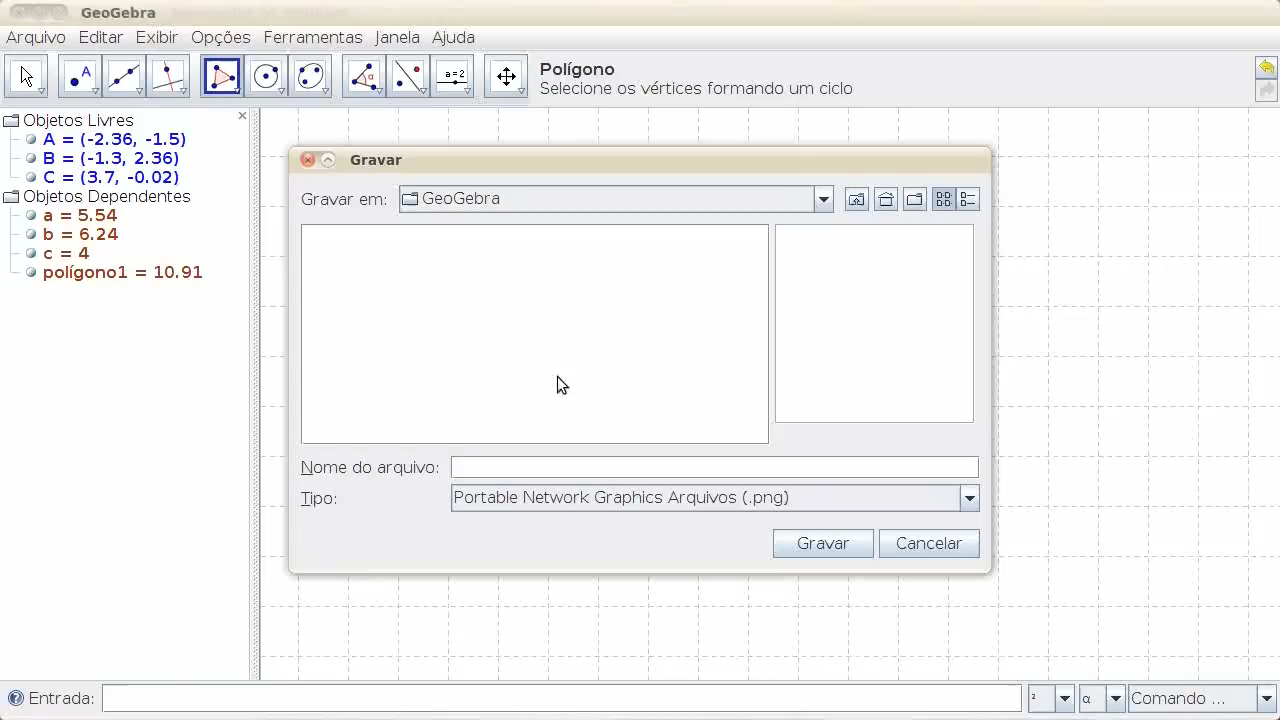 GeoGebra
Arquivo Editar Exibir Opções Ferramentas Janela Ajuda
A
α
a=2
Polígono
Selecione os vértices formando um ciclo
Objetos Livres
A = (-2.36, -1.5)
B = (-1.3, 2.36)
C = (3.7, -0.02)
Objetos Dependentes
a = 5.54
b = 6.24
c = 4
polígono1 = 10.91
Gravar
Gravar em: GeoGebra
Nome do arquivo:
Tipo: Portable Network Graphics Arquivos (.png)
Gravar Cancelar
Entrada: ² α Comando ...